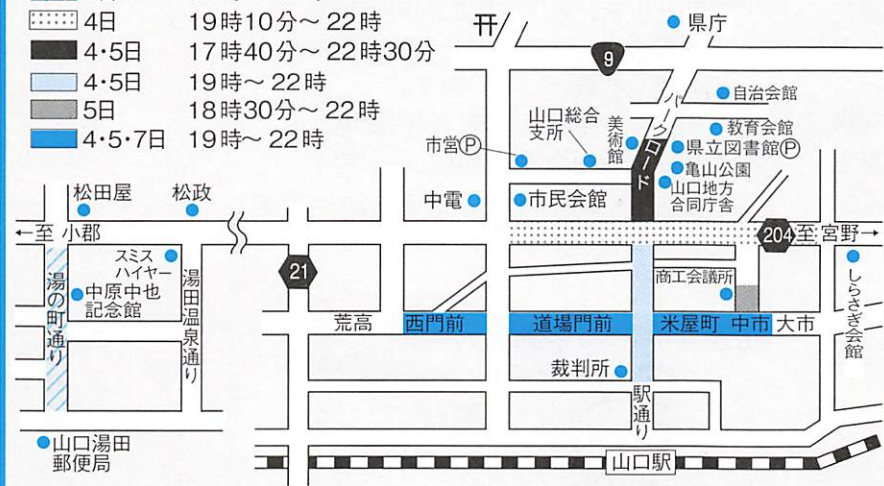 4日 19時10分～22時
4・5日 17時40分～22時30分
4・5日 19時～22時
5日 18時30分～22時
4・5・7日 19時～22時
県庁
9
自治会館
パークロード
山口総合
支所
美術館
教育会館
市営Ⓟ
県立図書館Ⓟ
亀山公園
山口地方
合同庁舎
松田屋
松政
中電
市民会館
←至 小郡
204
至 宮野→
スミス
ハイヤー
21
商工会議所
しらさぎ会館
湯の町通り
中原中也
記念館
湯田温泉通り
荒高
西門前
道場門前
米屋町
中市
大市
裁判所
駅通り
山口湯田
郵便局
山口駅